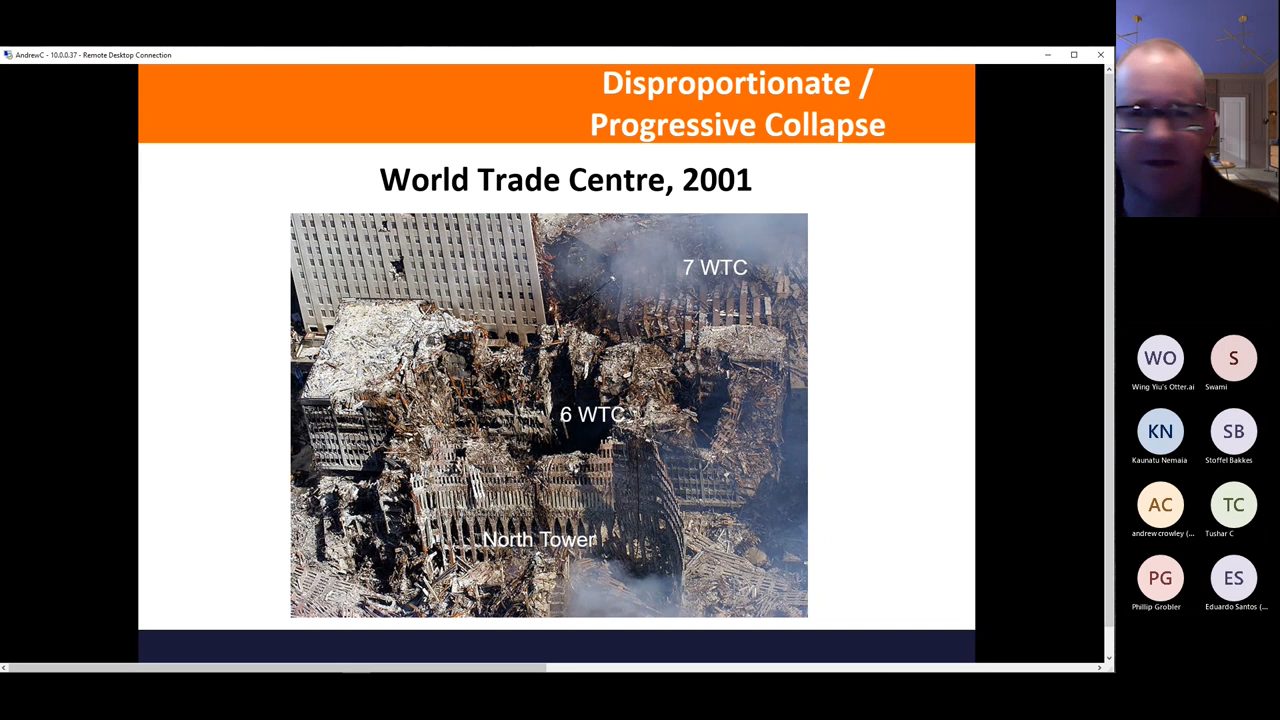 AndrewC - 10.0.0.37 - Remote Desktop Connection
Disproportionate /
Progressive Collapse
World Trade Centre, 2001
7 WTC
6 WTC
North Tower
WO
S
Wing Yiu's Otter.ai
Swami
KN
SB
Kaunatu Nemaia
Stoffel Bakkes
AC
TC
andrew crowley (...
Tushar C
PG
ES
Phillip Grobler
Eduardo Santos (...